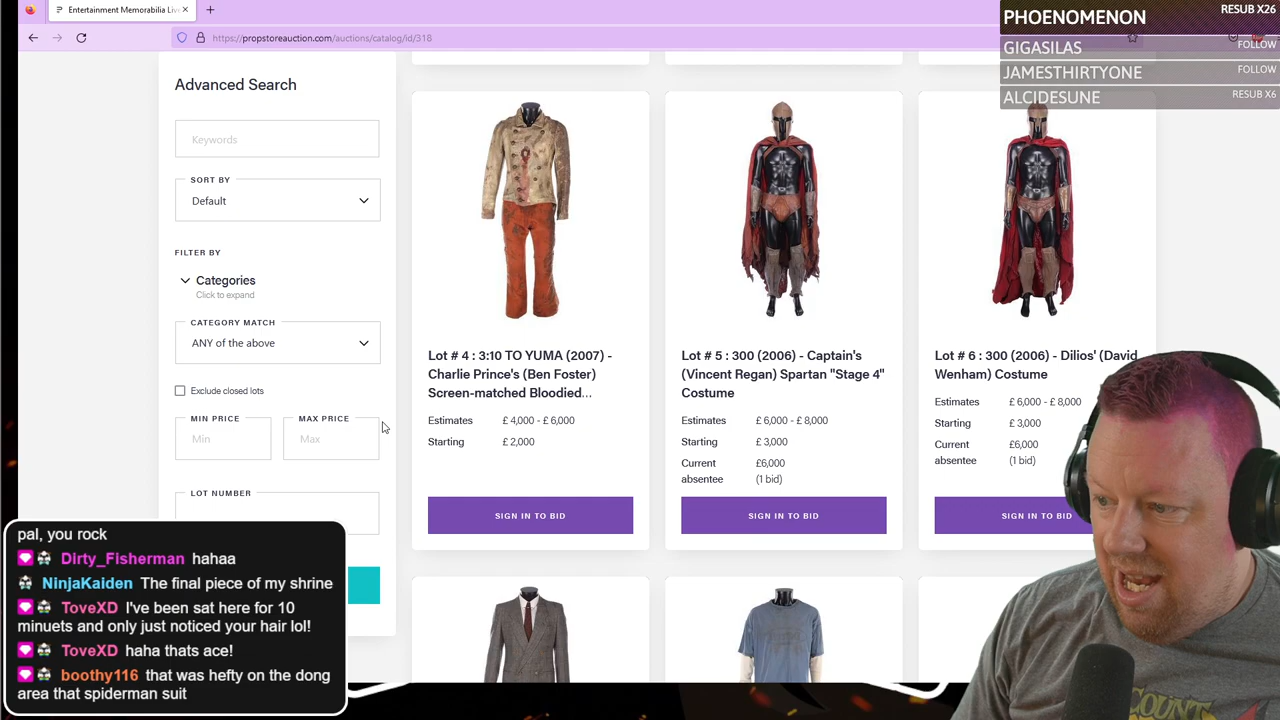 Entertainment Memorabilia Live
https://propstoreauction.com/auctions/catalog/id/318
PHOENOMENON RESUB X26
GIGASILAS FOLLOW
JAMESTHIRTYONE FOLLOW
ALCIDESUNE RESUB X6
Advanced Search
Keywords
SORT BY
Default
FILTER BY
Categories
Click to expand
CATEGORY MATCH
ANY of the above
Exclude closed lots
MIN PRICE MAX PRICE
Min Max
LOT NUMBER
Lot # 4 : 3:10 TO YUMA (2007) -
Charlie Prince's (Ben Foster)
Screen-matched Bloodied...
Estimates £ 4,000 - £ 6,000
Starting £ 2,000
SIGN IN TO BID
Lot # 5 : 300 (2006) - Captain's
(Vincent Regan) Spartan "Stage 4"
Costume
Estimates £ 6,000 - £ 8,000
Starting £ 3,000
Current £6,000
absentee (1 bid)
SIGN IN TO BID
Lot # 6 : 300 (2006) - Dilios' (David
Wenham) Costume
Estimates £ 6,000 - £ 8,000
Starting £ 3,000
Current £6,000
absentee (1 bid)
SIGN IN TO BID
pal, you rock
Dirty_Fisherman hahaa
NinjaKaiden The final piece of my shrine
ToveXD I've been sat here for 10
minuets and only just noticed your hair lol!
ToveXD haha thats ace!
boothy116 that was hefty on the dong
area that spiderman suit
COUNT